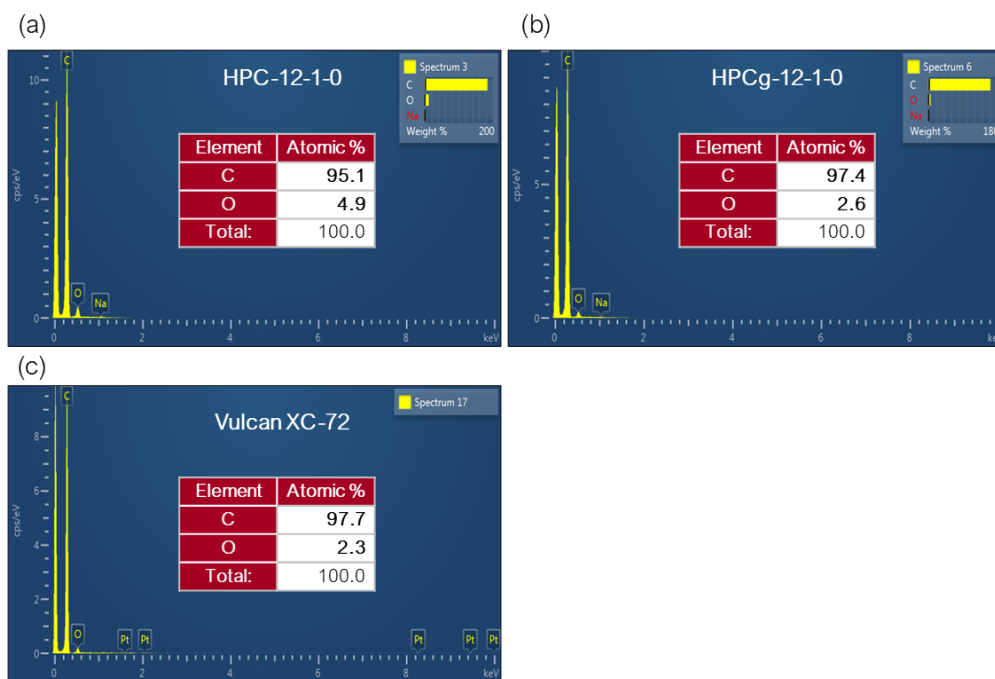 (a)
C
10
5
0
cps/eV
HPC-12-1-0
Spectrum 3
C
O
Na
Weight % 200
Element Atomic %
C 95.1
O 4.9
Total: 100.0
O
Na
0 2 4 6 8 keV
(b)
C
5
0
cps/eV
HPCg-12-1-0
Spectrum 6
C
O
Na
Weight % 180
Element Atomic %
C 97.4
O 2.6
Total: 100.0
O
Na
0 2 4 6 8 keV
(c)
C
8
6
4
2
0
cps/eV
Vulcan XC-72
Spectrum 17
Element Atomic %
C 97.7
O 2.3
Total: 100.0
O
Pt
Pt
Pt
Pt
Pt
0 2 4 6 8 keV